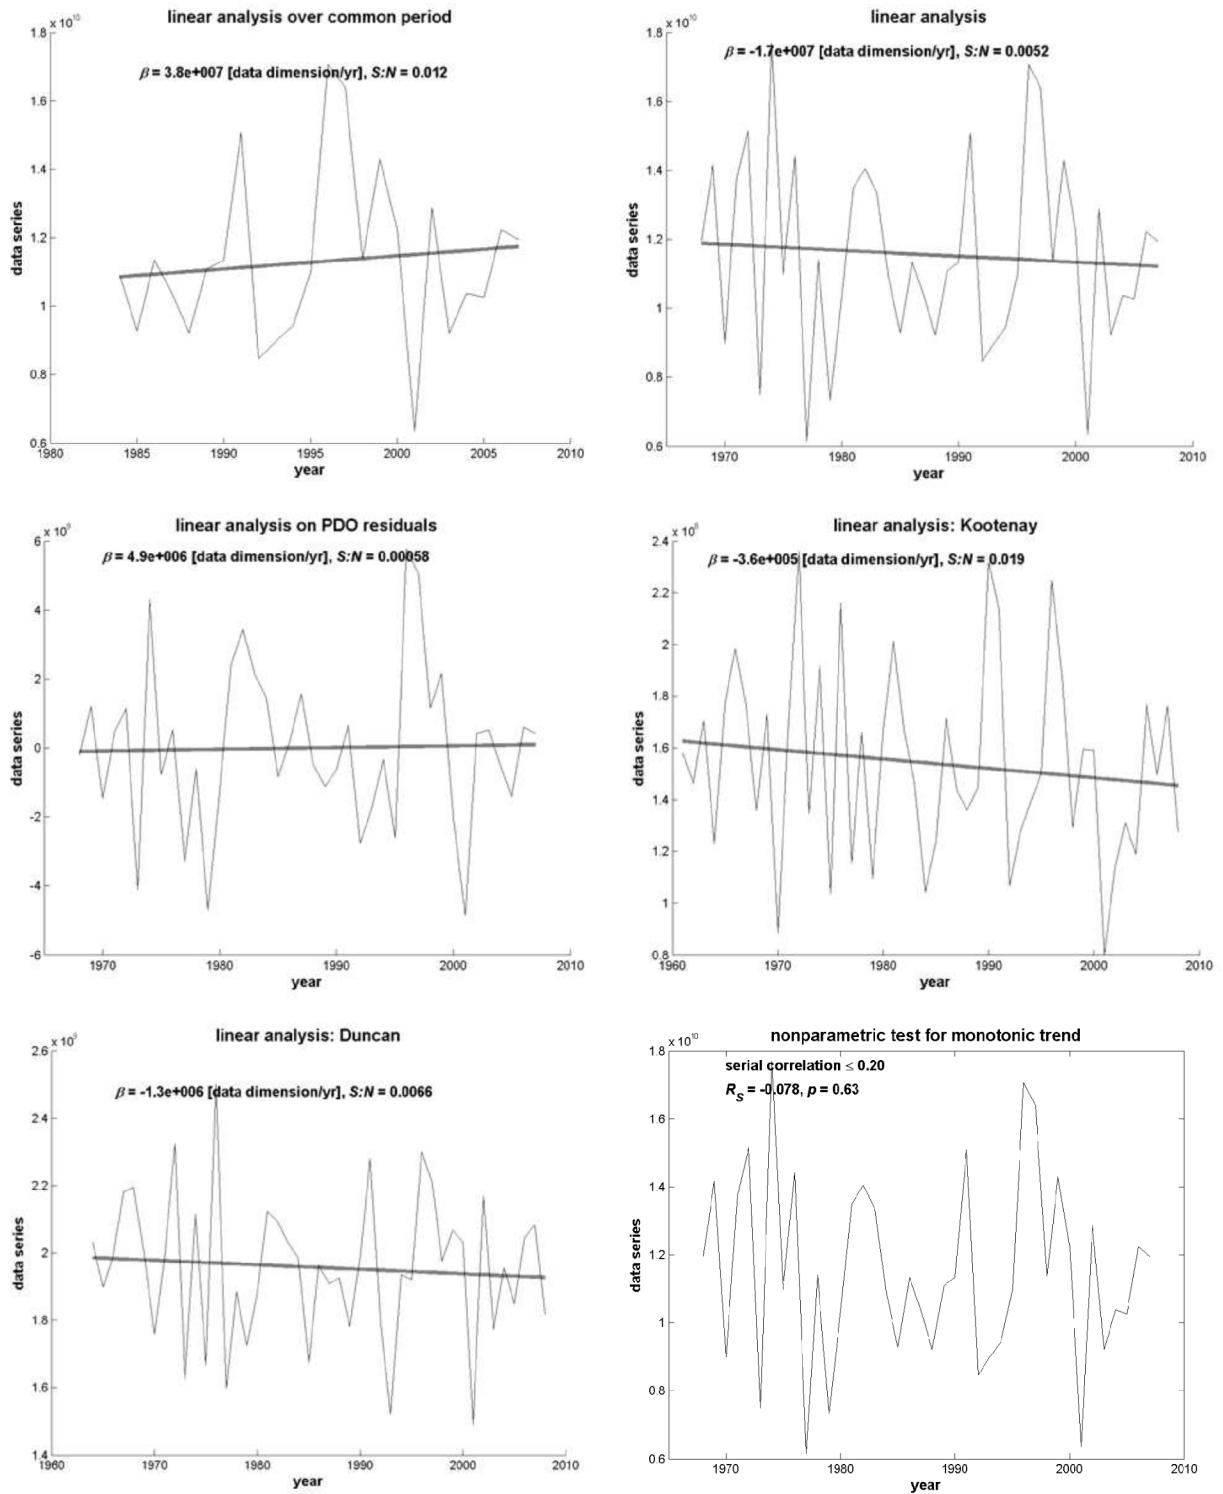 linear analysis over common period
x 10^10
β = 3.8e+007 [data dimension/yr], S:N = 0.012
1.8
1.6
1.4
1.2
1
0.8
0.6
data series
1980 1985 1990 1995 2000 2005 2010
year
linear analysis
x 10^10
β = -1.7e+007 [data dimension/yr], S:N = 0.0052
1.8
1.6
1.4
1.2
1
0.8
0.6
data series
1970 1980 1990 2000 2010
year
linear analysis on PDO residuals
x 10^9
β = 4.9e+006 [data dimension/yr], S:N = 0.00058
6
4
2
0
-2
-4
-6
data series
1970 1980 1990 2000 2010
year
linear analysis: Kootenay
x 10^8
β = -3.6e+005 [data dimension/yr], S:N = 0.019
2.4
2.2
2
1.8
1.6
1.4
1.2
1
0.8
data series
1960 1970 1980 1990 2000 2010
year
linear analysis: Duncan
x 10^9
β = -1.3e+006 [data dimension/yr], S:N = 0.0066
2.6
2.4
2.2
2
1.8
1.6
1.4
data series
1960 1970 1980 1990 2000 2010
year
nonparametric test for monotonic trend
x 10^10
serial correlation ≤ 0.20
R_S = -0.078, p = 0.63
1.8
1.6
1.4
1.2
1
0.8
0.6
data series
1970 1980 1990 2000 2010
year